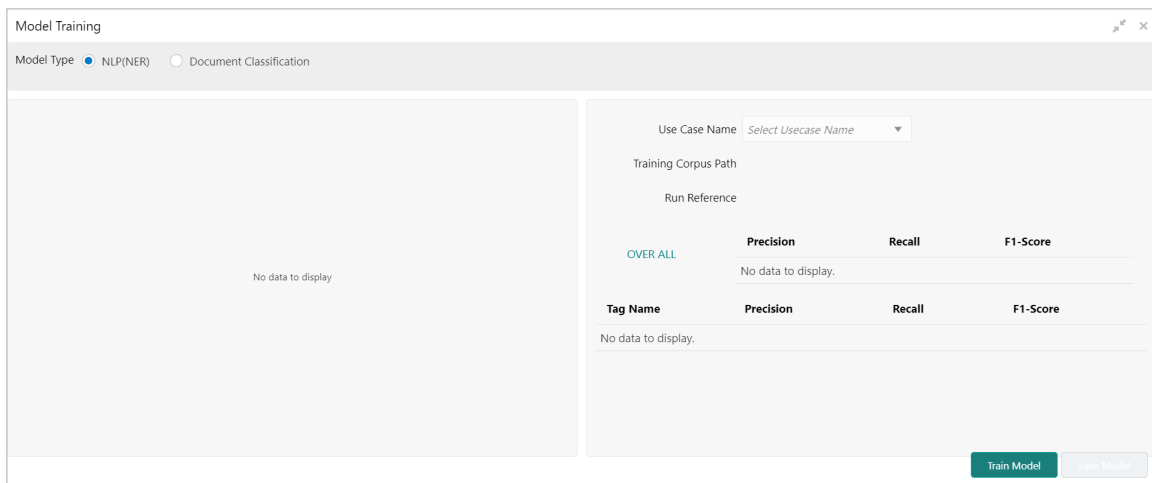 Model Training
Model Type NLP(NER) Document Classification
No data to display
Use Case Name Select Usecase Name
Training Corpus Path
Run Reference
OVER ALL
Precision Recall F1-Score
No data to display.
Tag Name Precision Recall F1-Score
No data to display.
Train Model Save Model